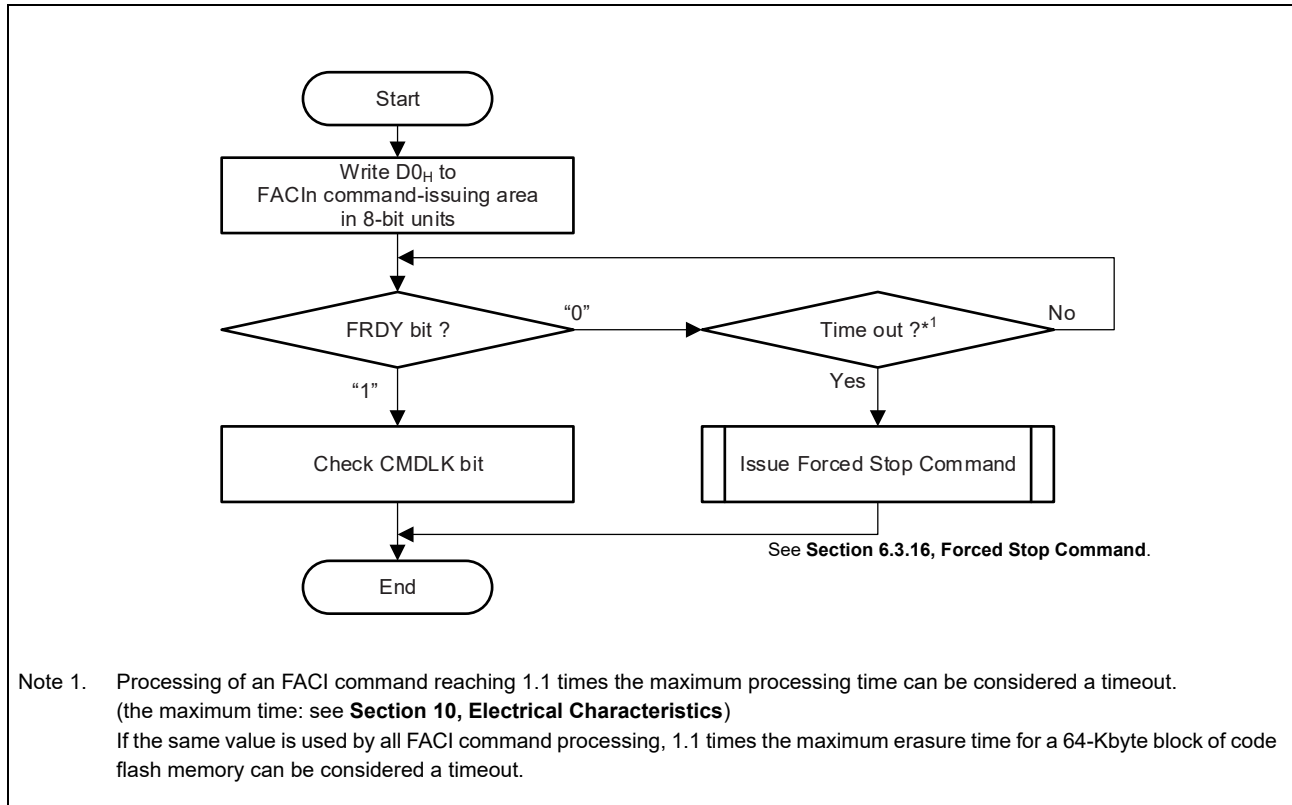 Start
Write D0H to
FACIn command-issuing area
in 8-bit units
FRDY bit ?
“0”
Time out ?*1
No
“1”
Yes
Check CMDLK bit
Issue Forced Stop Command
See Section 6.3.16, Forced Stop Command.
End
Note 1. Processing of an FACI command reaching 1.1 times the maximum processing time can be considered a timeout.
(the maximum time: see Section 10, Electrical Characteristics)
If the same value is used by all FACI command processing, 1.1 times the maximum erasure time for a 64-Kbyte block of code
flash memory can be considered a timeout.